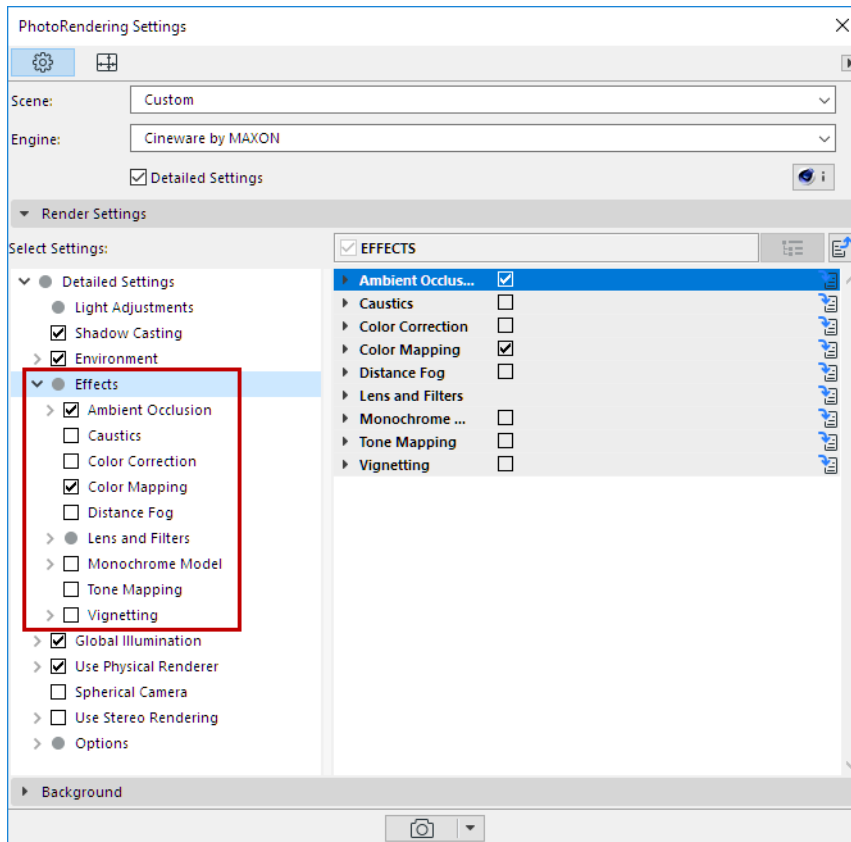 PhotoRendering Settings
Scene: Custom
Engine: Cineware by MAXON
Detailed Settings
i
Render Settings
Select Settings:
Detailed Settings
Light Adjustments
Shadow Casting
Environment
Effects
Ambient Occlusion
Caustics
Color Correction
Color Mapping
Distance Fog
Lens and Filters
Monochrome Model
Tone Mapping
Vignetting
Global Illumination
Use Physical Renderer
Spherical Camera
Use Stereo Rendering
Options
EFFECTS
Ambient Occlus...
Caustics
Color Correction
Color Mapping
Distance Fog
Lens and Filters
Monochrome ...
Tone Mapping
Vignetting
Background